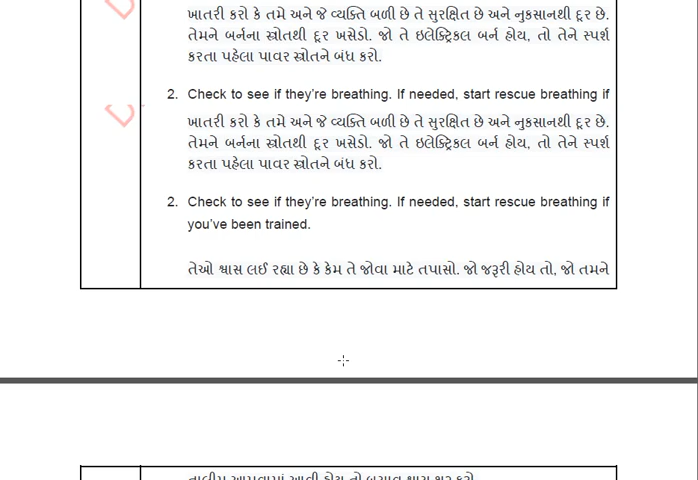 ખાતરી કરો કે તમે અને જે વ્યક્તિ બળી છે તે સુરક્ષિત છે અને નુકસાનથી દૂર છે.
તેમને બર્નના સ્ત્રોતથી દૂર ખસેડો. જો તે ઇલેક્ટ્રિકલ બર્ન હોય, તો તેને સ્પર્શ
કરતા પહેલા પાવર સ્ત્રોતને બંધ કરો.
2. Check to see if they're breathing. If needed, start rescue breathing if
ખાતરી કરો કે તમે અને જે વ્યક્તિ બળી છે તે સુરક્ષિત છે અને નુકસાનથી દૂર છે.
તેમને બર્નના સ્ત્રોતથી દૂર ખસેડો. જો તે ઇલેક્ટ્રિકલ બર્ન હોય, તો તેને સ્પર્શ
કરતા પહેલા પાવર સ્ત્રોતને બંધ કરો.
2. Check to see if they're breathing. If needed, start rescue breathing if
you've been trained.
તેઓ શ્વાસ લઈ રહ્યા છે કે કેમ તે જોવા માટે તપાસો. જો જરૂરી હોય તો, જો તમને